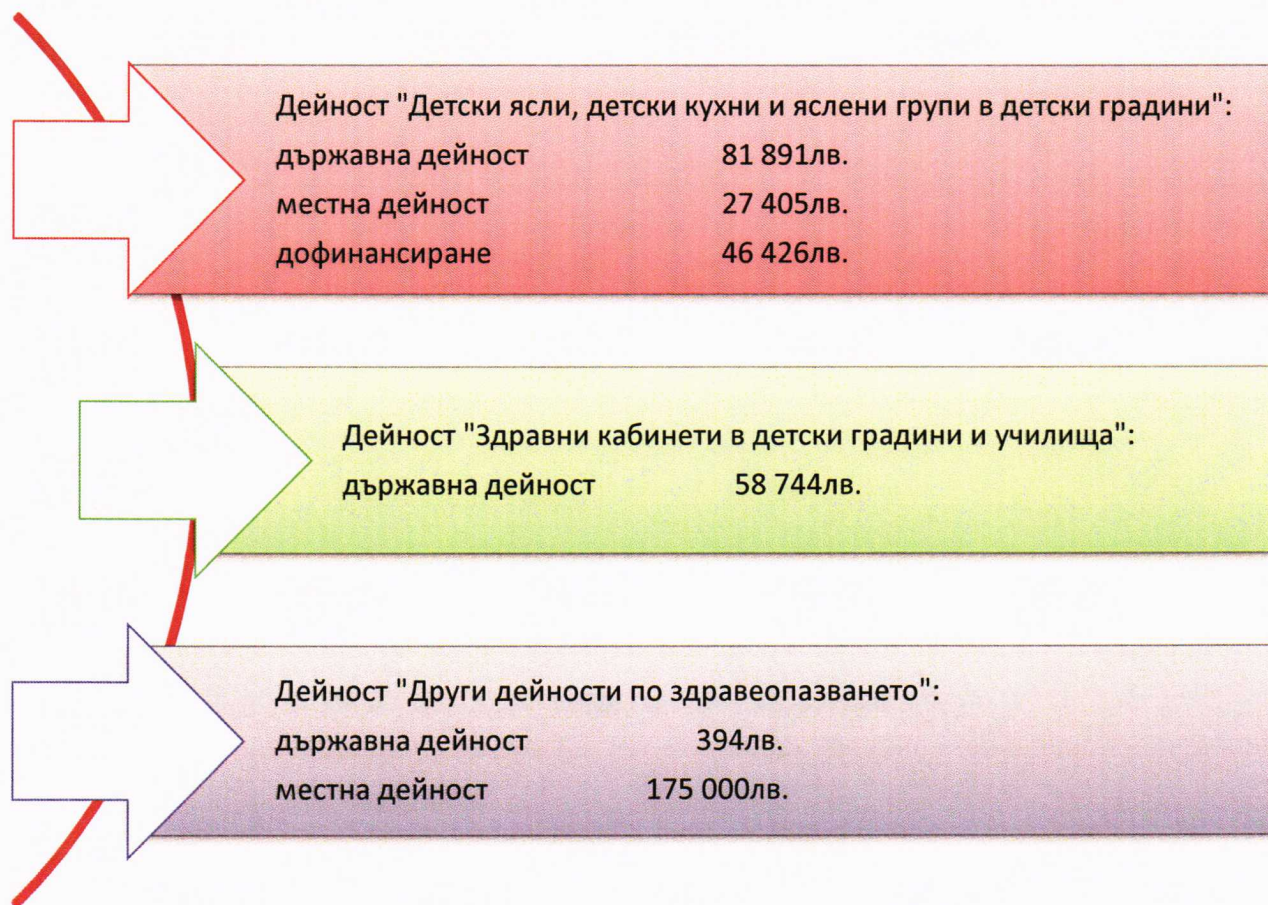 Дейност "Детски ясли, детски кухни и яслени групи в детски градини":
държавна дейност 81 891лв.
местна дейност 27 405лв.
дофинансиране 46 426лв.
Дейност "Здравни кабинети в детски градини и училища":
държавна дейност 58 744лв.
Дейност "Други дейности по здравеопазването":
държавна дейност 394лв.
местна дейност 175 000лв.